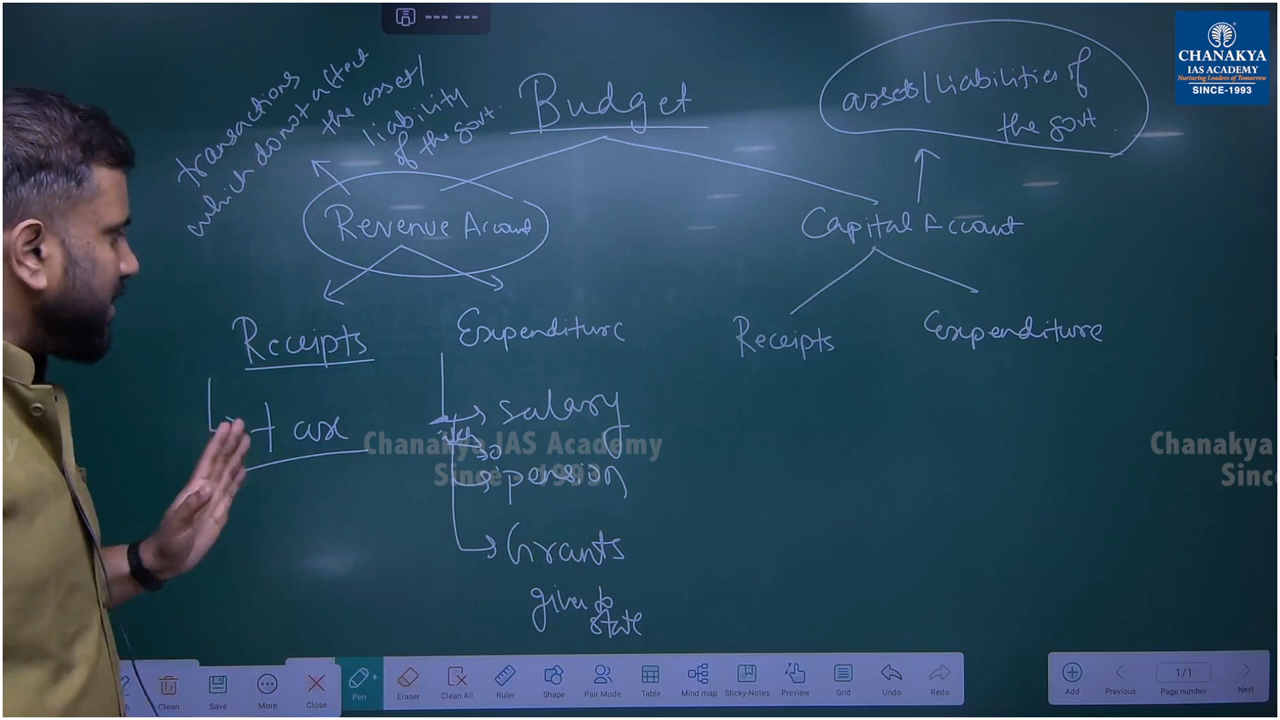 CHANAKYA
IAS ACADEMY
Nurturing Leaders of Tomorrow
SINCE-1993
Budget
transactions
which donot affect
the asset/
liability
of the govt.
assets/liabilities of
the govt.
Revenue Account
Capital Account
Receipts
Expenditure
Receipts
Expenditure
tax
salary
pension
Grants
given to
state
Chanakya IAS Academy
Since - 1993
Chanakya
Since
Clean
Save
More
Close
Pen
Eraser
Clean All
Ruler
Shape
Pair Mode
Table
Mind map
Sticky-Notes
Preview
Grid
Undo
Redo
Add
Previous
1/1
Page number
Next